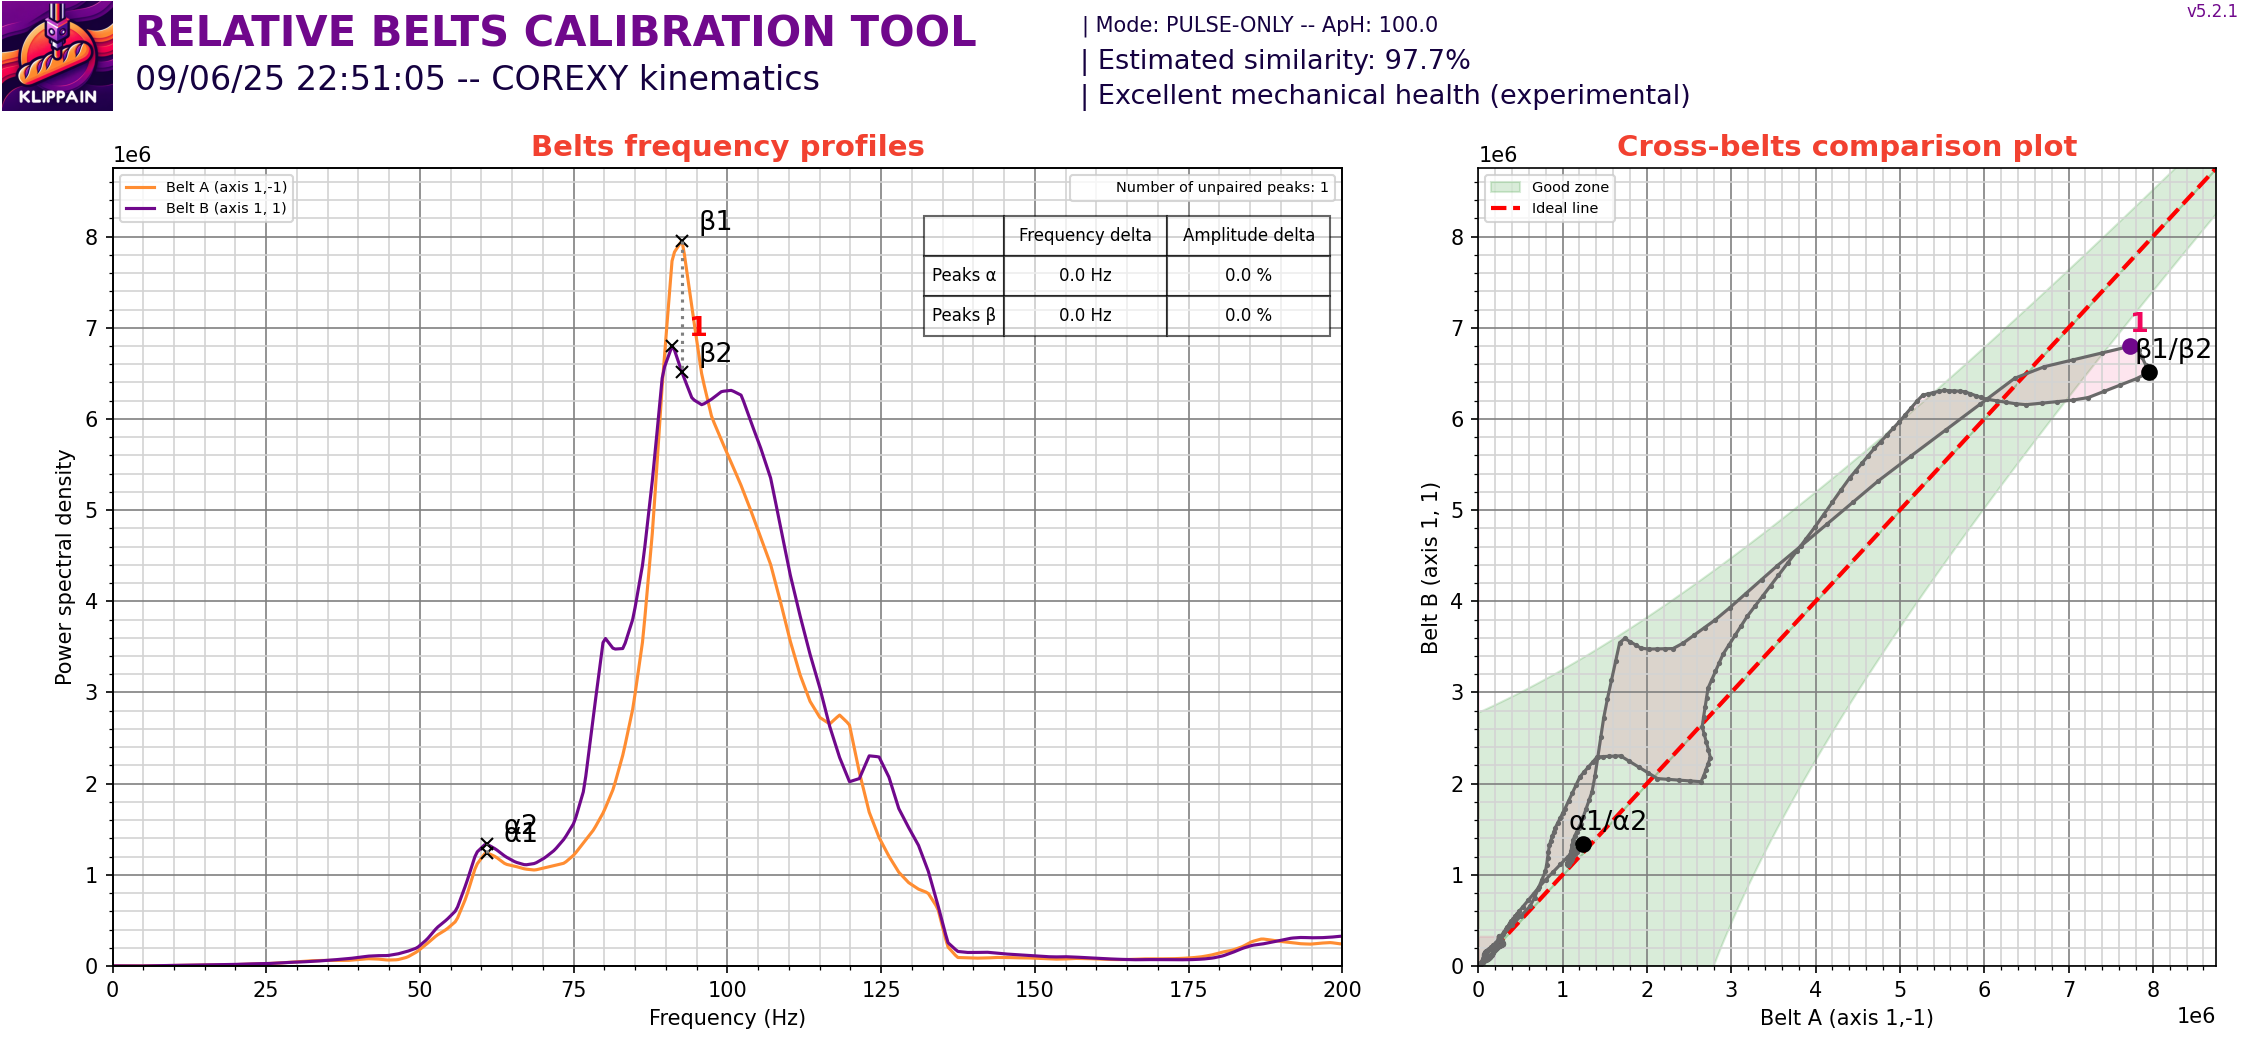 KLIPPAIN
RELATIVE BELTS CALIBRATION TOOL
09/06/25 22:51:05 -- COREXY kinematics
| Mode: PULSE-ONLY -- ApH: 100.0
| Estimated similarity: 97.7%
| Excellent mechanical health (experimental)
v5.2.1
Belts frequency profiles
1e6
Belt A (axis 1,-1)
Belt B (axis 1, 1)
Number of unpaired peaks: 1
Frequency delta Amplitude delta
Peaks α 0.0 Hz 0.0 %
Peaks β 0.0 Hz 0.0 %
β1
1
β2
α2
α1
8
7
6
5
4
3
2
1
0
Power spectral density
0 25 50 75 100 125 150 175 200
Frequency (Hz)
Cross-belts comparison plot
1e6
Good zone
Ideal line
1
β1/β2
α1/α2
8
7
6
5
4
3
2
1
0
Belt B (axis 1, 1)
0 1 2 3 4 5 6 7 8
Belt A (axis 1,-1)
1e6